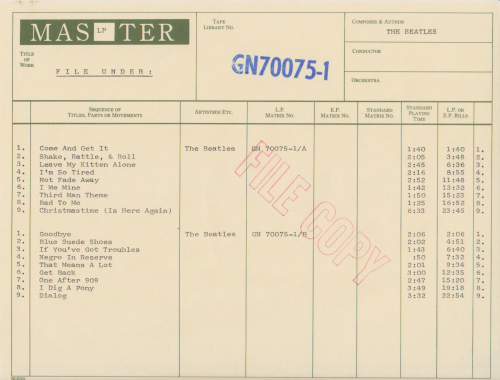 MASTER LP
TITLE OF WORK
FILE UNDER:
TAPE LIBRARY No.
GN70075-1
COMPOSER & AUTHOR
THE BEATLES
CONDUCTOR
ORCHESTRA
SEQUENCE OF TITLES, PARTS OR MOVEMENTS ARTIST(E)S ETC. L.P. MATRIX No. E.P. MATRIX No. STANDARD MATRIX No. STANDARD PLAYING TIME L.P. OR E.P. RILLS
1. Come And Get It The Beatles GN 70075-1/A 1:40 1:40 1.
2. Shake, Rattle, & Roll 2:05 3:48 2.
3. Leave My Kitten Alone 2:41 6:36 3.
4. I'm So Tired 2:16 8:55 4.
5. Not Fade Away 2:52 11:48 5.
6. I Me Mine 1:42 13:32 6.
7. Third Man Theme 1:50 15:23 7.
8. Bad To Me 1:25 16:52 8.
9. Christmastime (Is Here Again) 6:33 23:45 9.
1. Goodbye The Beatles GN 70075-1/B 2:06 2:06 1.
2. Blue Suede Shoes 2:02 4:51 2.
3. If You've Got Troubles 1:43 6:40 3.
4. Negro In Reserve :50 7:32 4.
5. That Means A Lot 2:01 9:34 5.
6. Get Back 3:00 12:35 6.
7. One After 909 2:47 15:20 7.
8. I Dig A Pony 3:49 19:18 8.
9. Dialog 3:32 22:54 9.
FILE COPY